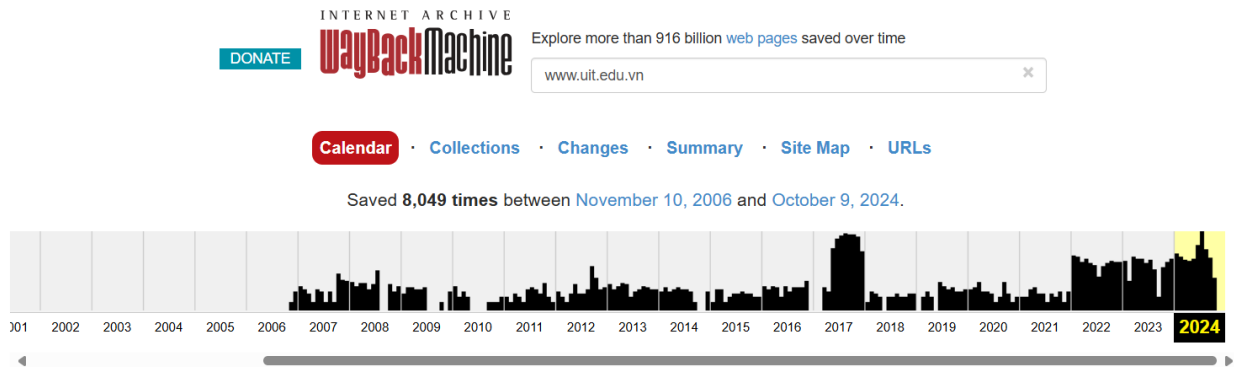 INTERNET ARCHIVE
DONATE
WayBackMachine
Explore more than 916 billion web pages saved over time
www.uit.edu.vn ×
Calendar · Collections · Changes · Summary · Site Map · URLs
Saved 8,049 times between November 10, 2006 and October 9, 2024.
001 2002 2003 2004 2005 2006 2007 2008 2009 2010 2011 2012 2013 2014 2015 2016 2017 2018 2019 2020 2021 2022 2023 2024